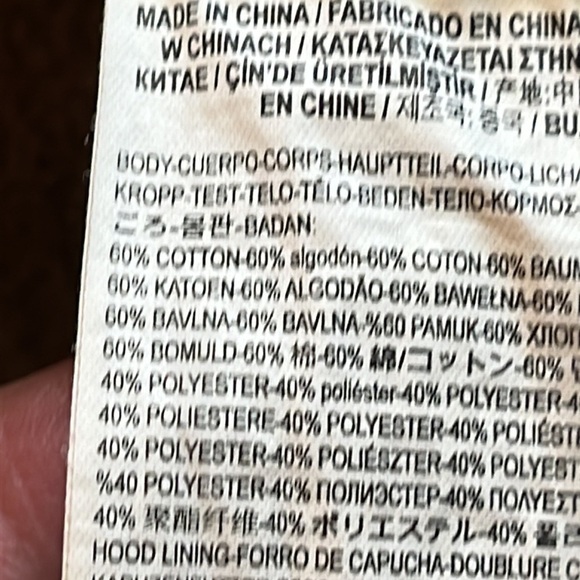 MADE IN CHINA / FABRICADO EN CHINA
W CHINACH / ΚΑΤΑΣΚΕΥΑΖΕΤΑΙ ΣΤΗΝ
КИТАЕ / ÇİN'DE ÜRETİLMİŞTİR / 产地:中
EN CHINE / 제조국: 중국 / BU
BODY-CUERPO-CORPS-HAUPTTEIL-CORPO-LICHA
KROPP-TEST-TELO-TĚLO-BEDEN-ТЕЛО-ΚΟΡΜΟΣ-
ごろ-몸판-BADAN:
60% COTTON-60% algodón-60% COTON-60% BAUM
60% KATOEN-60% ALGODÃO-60% BAWEŁNA-60%
60% BAVLNA-60% BAVLNA-%60 PAMUK-60% ХЛОП
60% BOMULD-60% 棉-60% 綿/コットン-60%
40% POLYESTER-40% poliéster-40% POLYESTER-4
40% POLIESTERE-40% POLYESTER-40% POLIÉST
40% POLYESTER-40% POLIÉSZTER-40% POLYEST
%40 POLYESTER-40% ПОЛИЭСТЕР-40% ΠΟΛΥΕΣΤ
40% 聚酯纤维-40% ポリエステル-40% 폴
HOOD LINING-FORRO DE CAPUCHA-DOUBLURE C